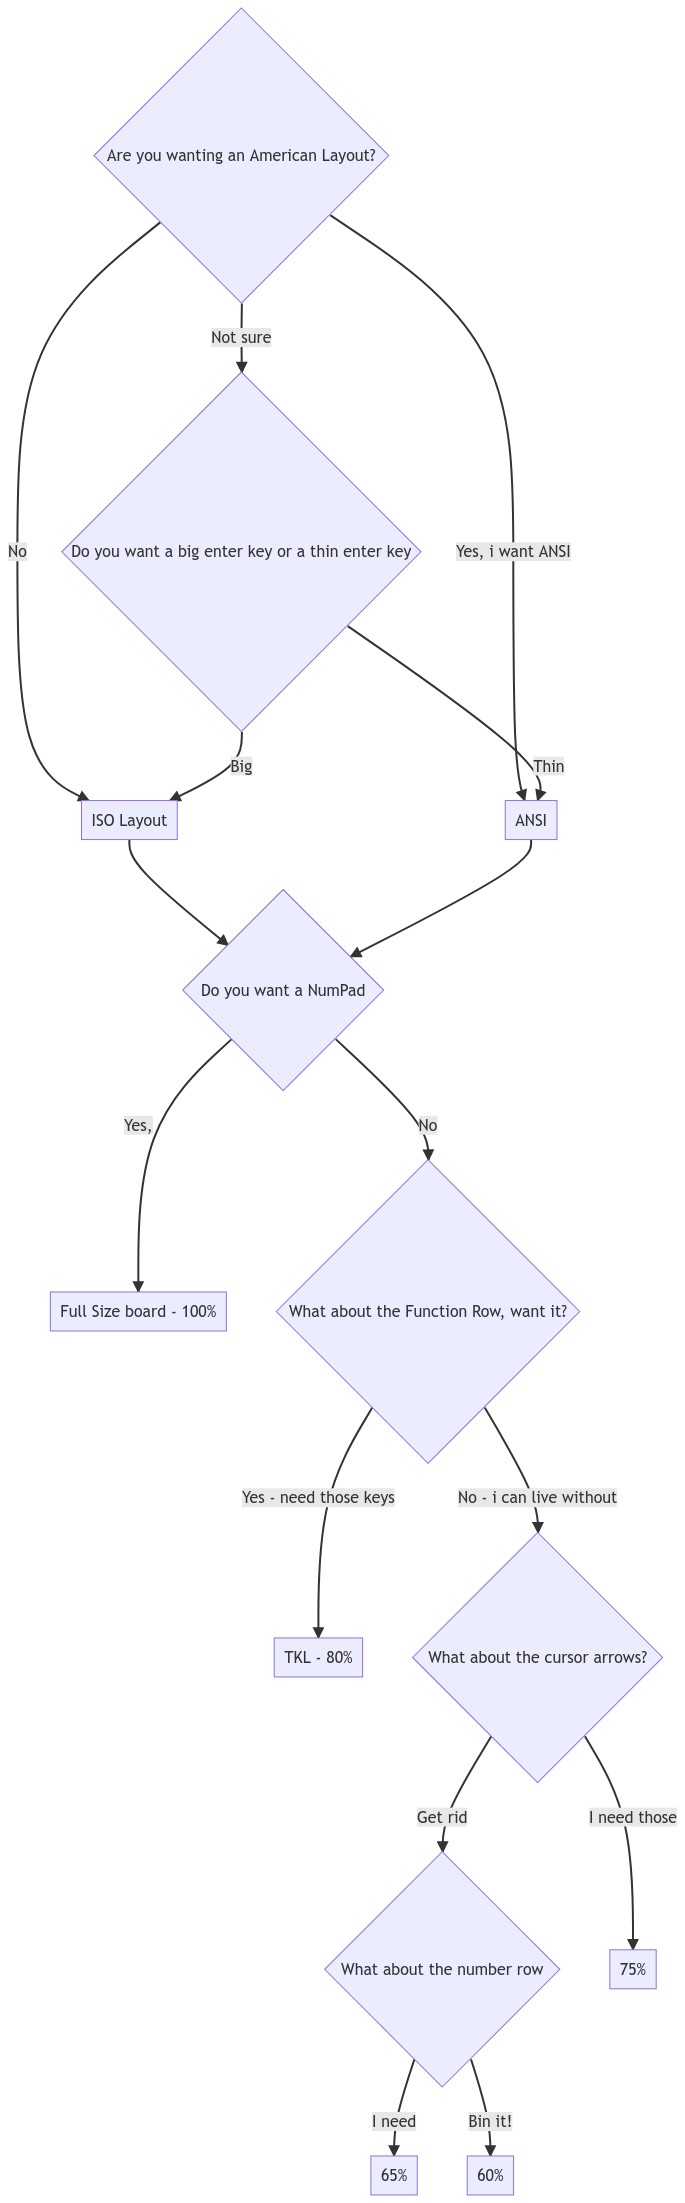 Are you wanting an American Layout?
Not sure
Do you want a big enter key or a thin enter key
No
Yes, i want ANSI
Big
Thin
ISO Layout
ANSI
Do you want a NumPad
Yes,
No
Full Size board - 100%
What about the Function Row, want it?
Yes - need those keys
No - i can live without
TKL - 80%
What about the cursor arrows?
Get rid
I need those
What about the number row
75%
I need
Bin it!
65%
60%